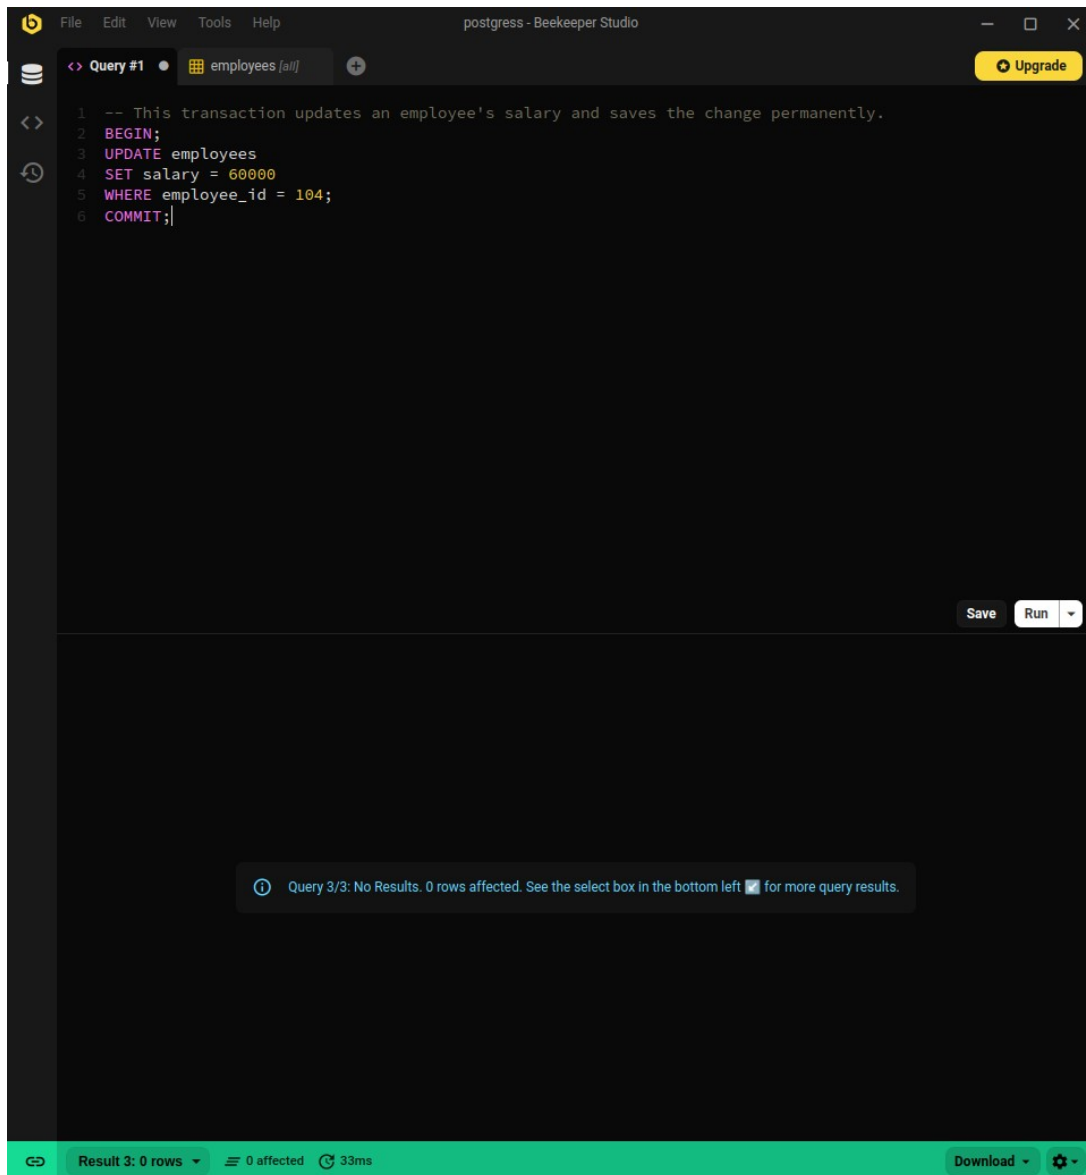 File Edit View Tools Help postgress - Beekeeper Studio
<> Query #1 employees [all] Upgrade
1 -- This transaction updates an employee's salary and saves the change permanently.
2 BEGIN;
3 UPDATE employees
4 SET salary = 60000
5 WHERE employee_id = 104;
6 COMMIT;
Save Run
Query 3/3: No Results. 0 rows affected. See the select box in the bottom left ↙️ for more query results.
Result 3: 0 rows 0 affected 33ms Download